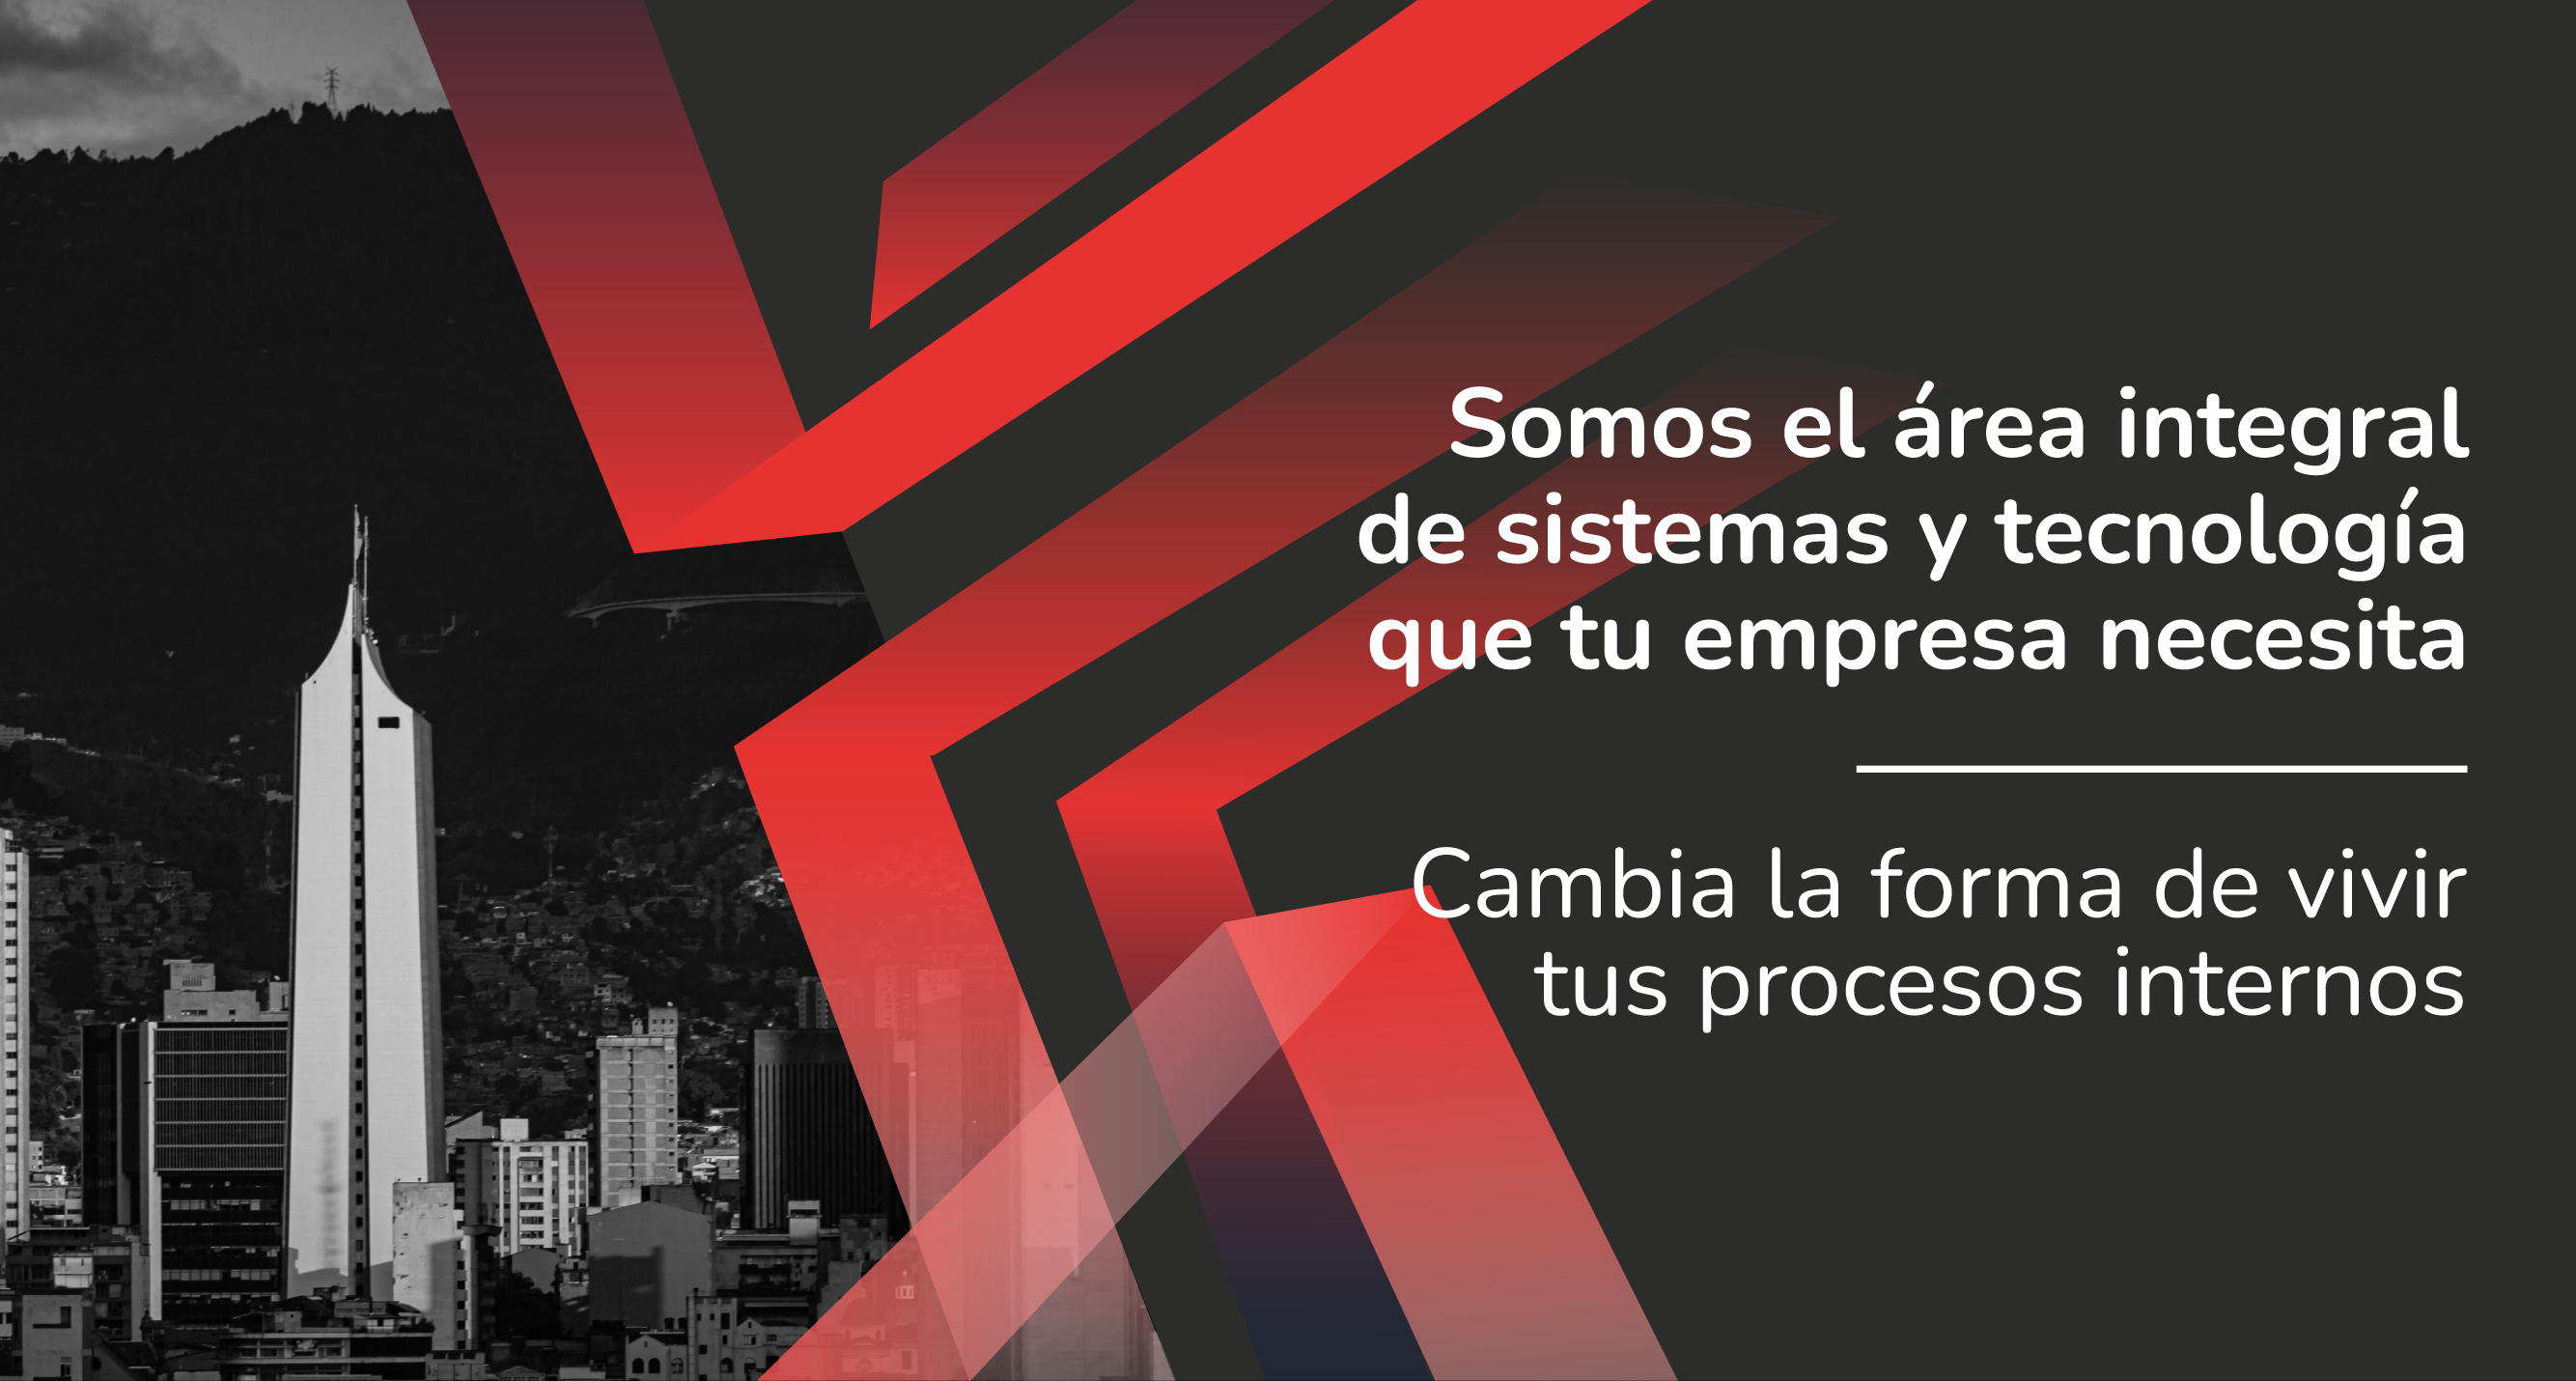 Somos el área integral
de sistemas y tecnología
que tu empresa necesita
Cambia la forma de vivir
tus procesos internos